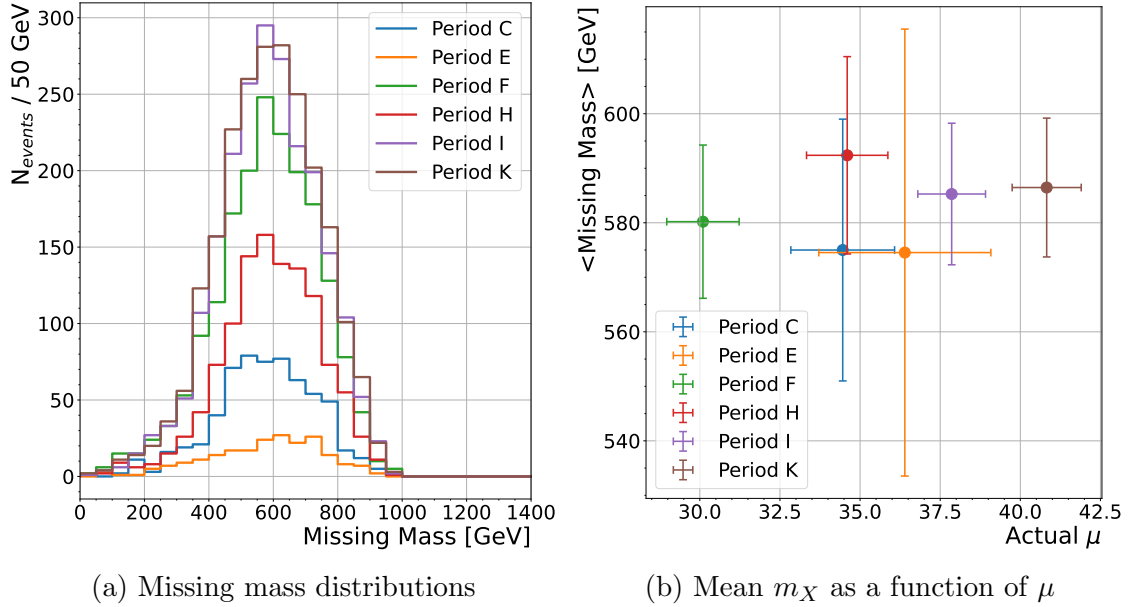 N_events / 50 GeV
300
250
200
150
100
50
0
Period C
Period E
Period F
Period H
Period I
Period K
0 200 400 600 800 1000 1200 1400
Missing Mass [GeV]
(a) Missing mass distributions
<Missing Mass> [GeV]
600
580
560
540
Period C
Period E
Period F
Period H
Period I
Period K
30.0 32.5 35.0 37.5 40.0 42.5
Actual μ
(b) Mean m_X as a function of μ